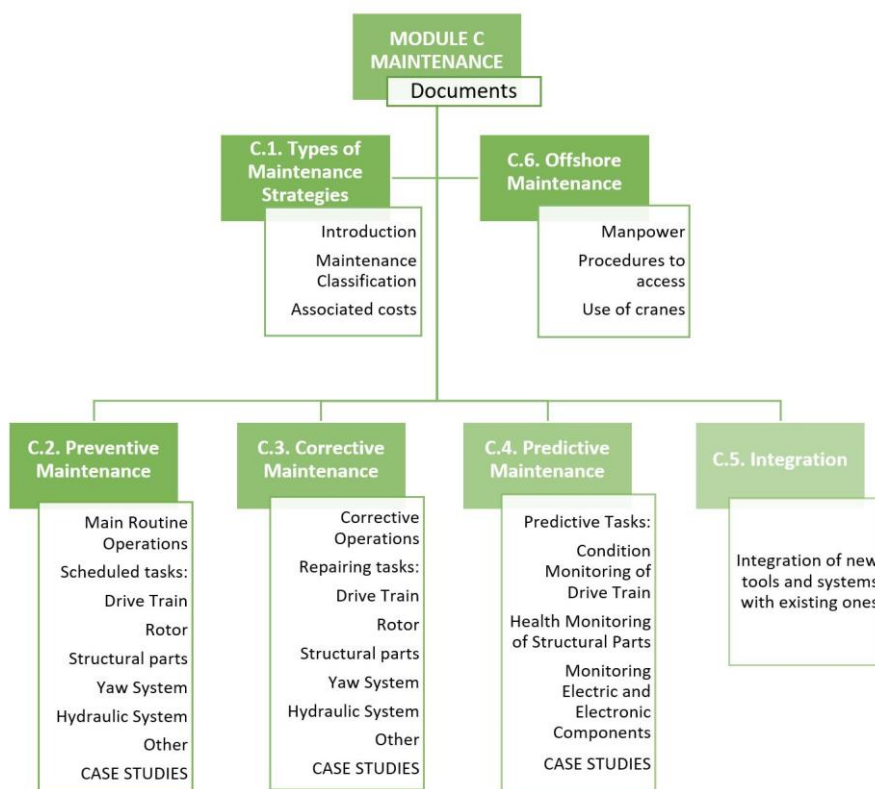 MODULE C
MAINTENANCE
Documents
C.1. Types of
Maintenance
Strategies
Introduction
Maintenance
Classification
Associated costs
C.6. Offshore
Maintenance
Manpower
Procedures to
access
Use of cranes
C.2. Preventive
Maintenance
Main Routine
Operations
Scheduled tasks:
Drive Train
Rotor
Structural parts
Yaw System
Hydraulic System
Other
CASE STUDIES
C.3. Corrective
Maintenance
Corrective
Operations
Repairing tasks:
Drive Train
Rotor
Structural parts
Yaw System
Hydraulic System
Other
CASE STUDIES
C.4. Predictive
Maintenance
Predictive Tasks:
Condition
Monitoring of
Drive Train
Health Monitoring
of Structural Parts
Monitoring
Electric and
Electronic
Components
CASE STUDIES
C.5. Integration
Integration of new
tools and systems
with existing ones